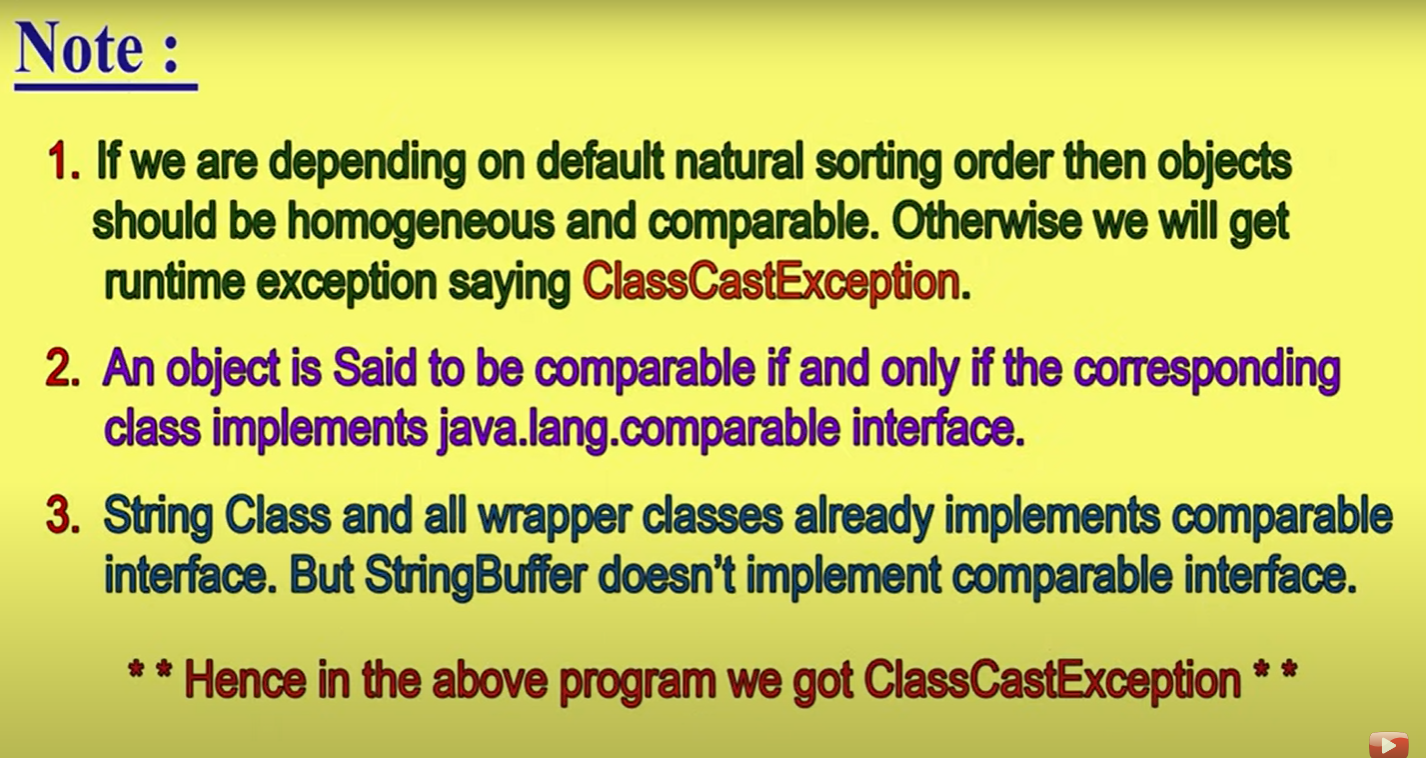 Note :
1. If we are depending on default natural sorting order then objects
should be homogeneous and comparable. Otherwise we will get
runtime exception saying ClassCastException.
2. An object is Said to be comparable if and only if the corresponding
class implements java.lang.comparable interface.
3. String Class and all wrapper classes already implements comparable
interface. But StringBuffer doesn't implement comparable interface.
* * Hence in the above program we got ClassCastException * *